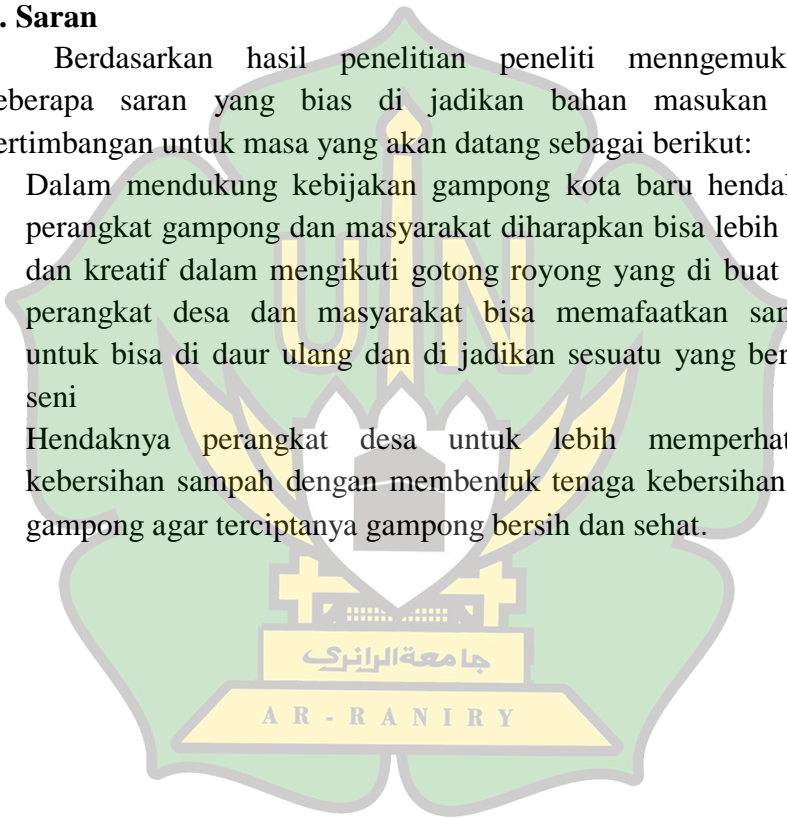 . Saran
Berdasarkan hasil penelitian peneliti menngemuki
eberapa saran yang bias di jadikan bahan masukan
ertimbangan untuk masa yang akan datang sebagai berikut:
Dalam mendukung kebijakan gampong kota baru hendal
perangkat gampong dan masyarakat diharapkan bisa lebih
dan kreatif dalam mengikuti gotong royong yang di buat
perangkat desa dan masyarakat bisa memafaatkan sam
untuk bisa di daur ulang dan di jadikan sesuatu yang ber
seni
Hendaknya perangkat desa untuk lebih memperhat
kebersihan sampah dengan membentuk tenaga kebersihan
gampong agar terciptanya gampong bersih dan sehat.
UIN
جامعة الرانري
AR-RANIRY